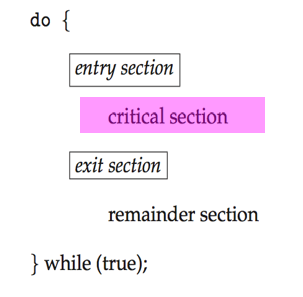 do {
entry section
critical section
exit section
remainder section
} while (true);